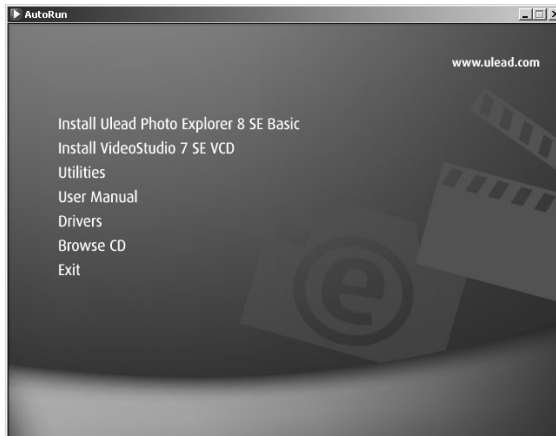 AutoRun
www.ulead.com
Install Ulead Photo Explorer 8 SE Basic
Install VideoStudio 7 SE VCD
Utilities
User Manual
Drivers
Browse CD
Exit
e